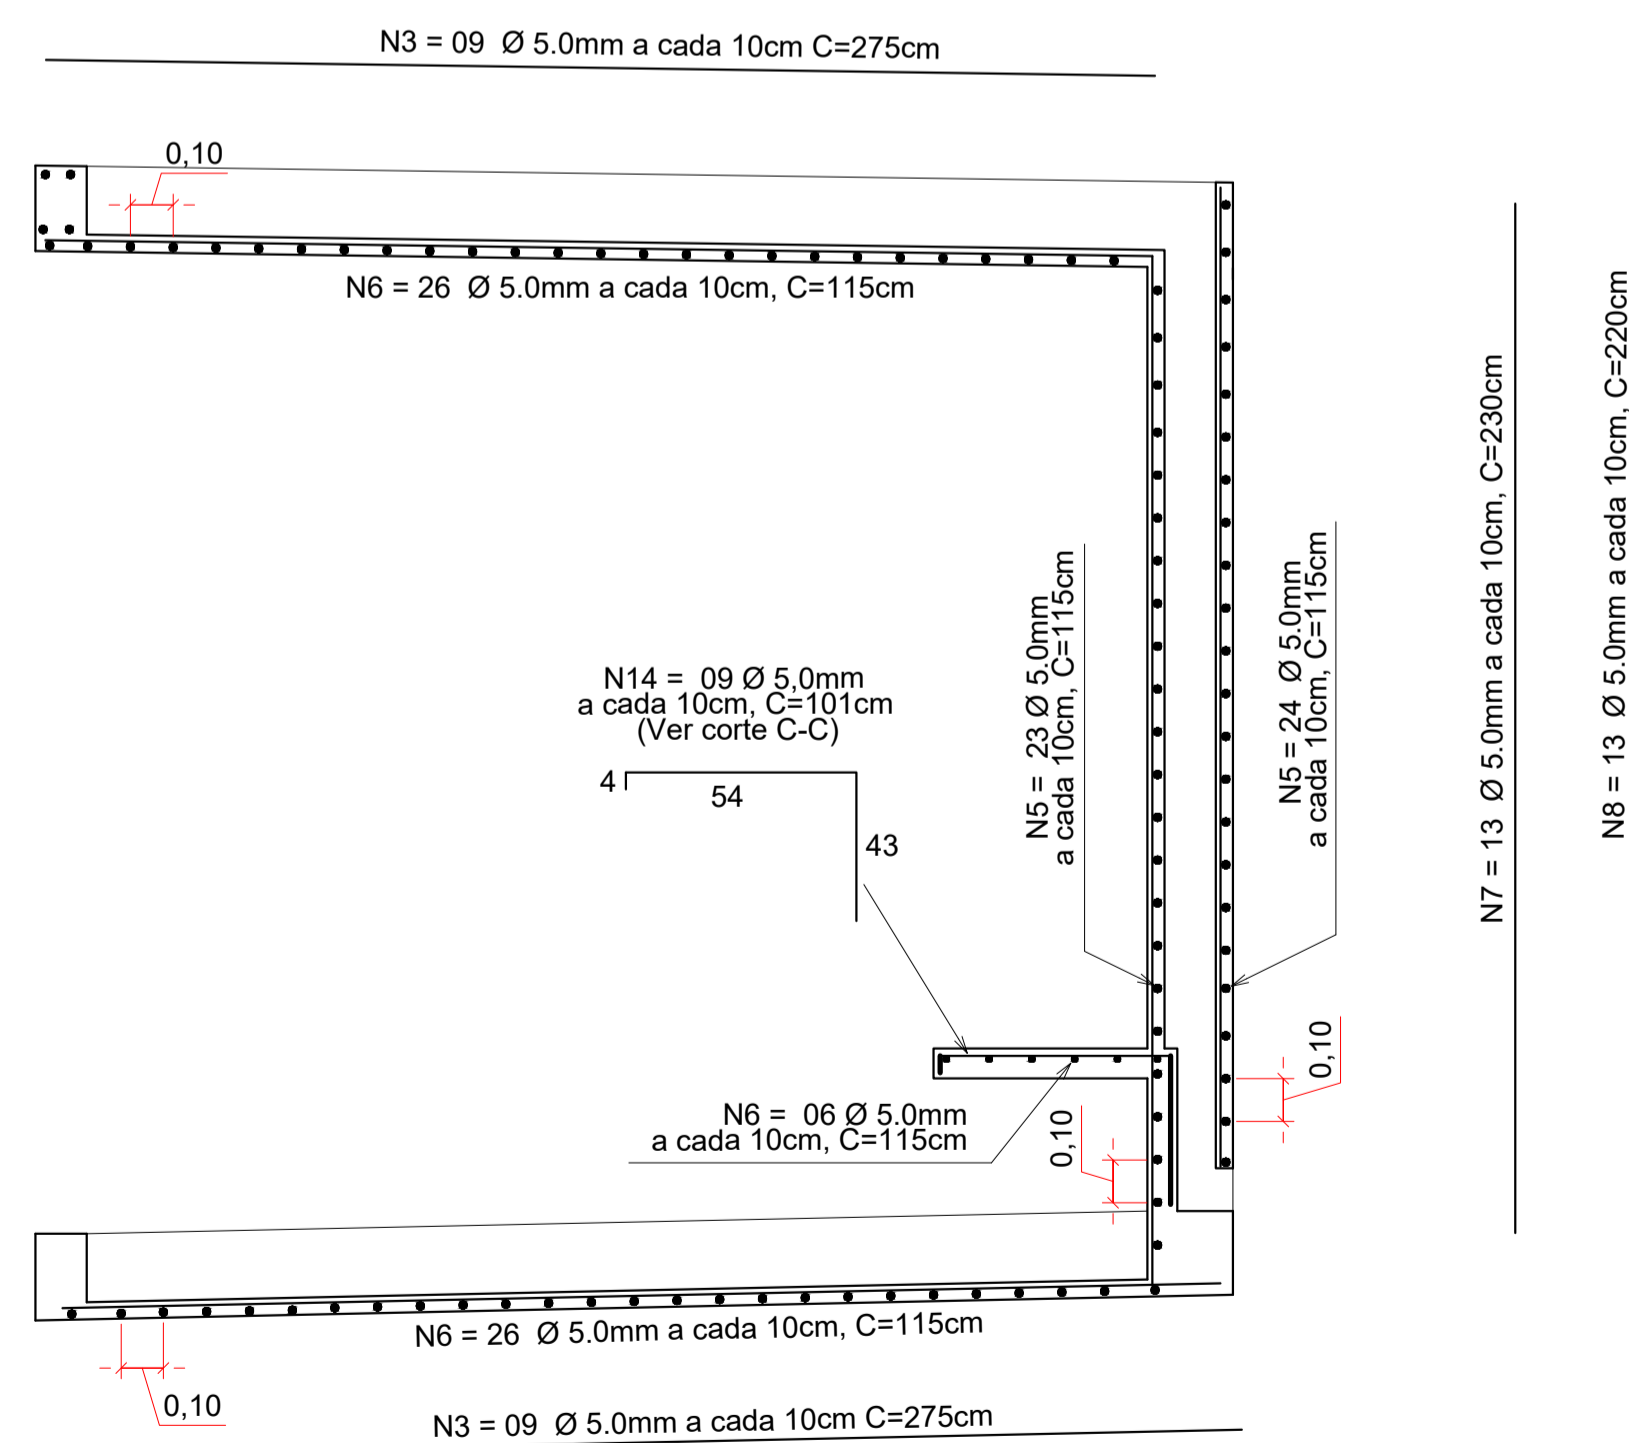 N3 = 09 Ø 5.0mm a cada 10cm C=275cm
0,10
N6 = 26 Ø 5.0mm a cada 10cm, C=115cm
N14 = 09 Ø 5,0mm
a cada 10cm, C=101cm
(Ver corte C-C)
4
54
43
N5 = 23 Ø 5.0mm
a cada 10cm, C=115cm
N5 = 24 Ø 5.0mm
a cada 10cm, C=115cm
N7 = 13 Ø 5.0mm a cada 10cm, C=230cm
N8 = 13 Ø 5.0mm a cada 10cm, C=220cm
0,10
N6 = 06 Ø 5.0mm
a cada 10cm, C=115cm
0,10
N6 = 26 Ø 5.0mm a cada 10cm, C=115cm
0,10
N3 = 09 Ø 5.0mm a cada 10cm C=275cm